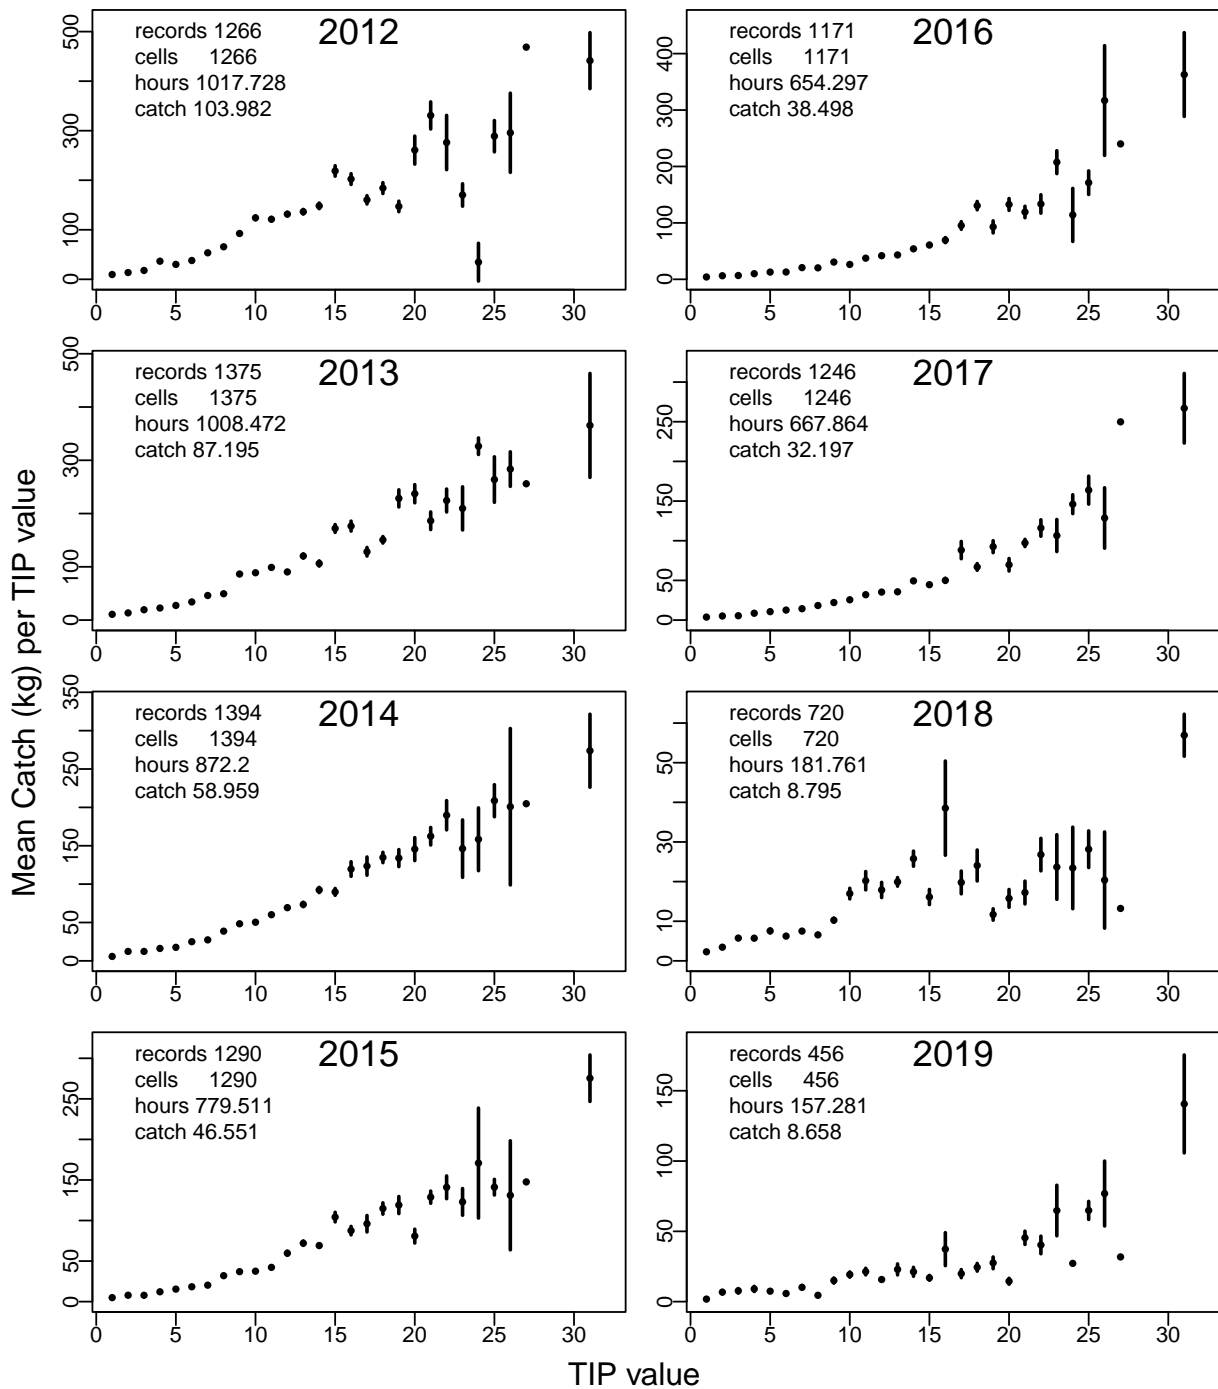 Mean Catch (kg) per TIP value
2012
records 1266
cells 1266
hours 1017.728
catch 103.982
0 100 300 500
0 5 10 15 20 25 30
2016
records 1171
cells 1171
hours 654.297
catch 38.498
0 100 200 300 400
0 5 10 15 20 25 30
2013
records 1375
cells 1375
hours 1008.472
catch 87.195
0 100 300 500
0 5 10 15 20 25 30
2017
records 1246
cells 1246
hours 667.864
catch 32.197
0 50 150 250
0 5 10 15 20 25 30
2014
records 1394
cells 1394
hours 872.2
catch 58.959
0 50 150 250 350
0 5 10 15 20 25 30
2018
records 720
cells 720
hours 181.761
catch 8.795
0 10 30 50
0 5 10 15 20 25 30
2015
records 1290
cells 1290
hours 779.511
catch 46.551
0 50 150 250
0 5 10 15 20 25 30
2019
records 456
cells 456
hours 157.281
catch 8.658
0 50 100 150
0 5 10 15 20 25 30
TIP value